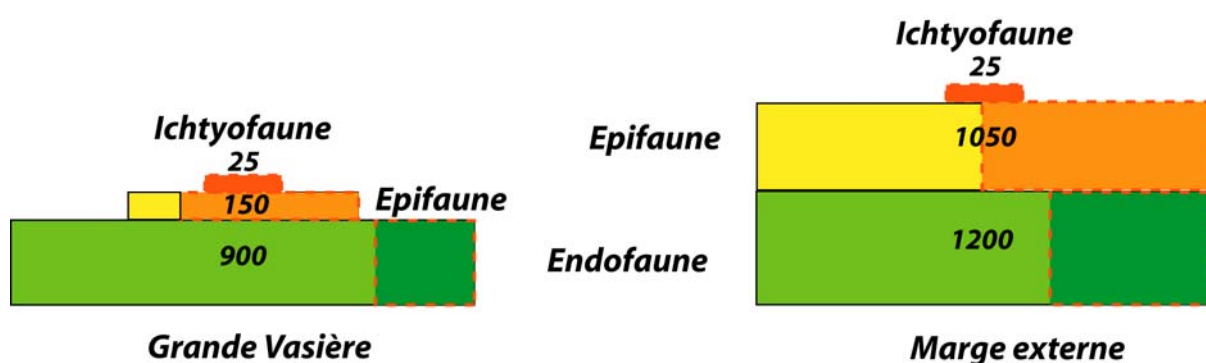 Ichtyofaune
25
150
Epifaune
900
Grande Vasière
Ichtyofaune
25
Epifaune
1050
Endofaune
1200
Marge externe